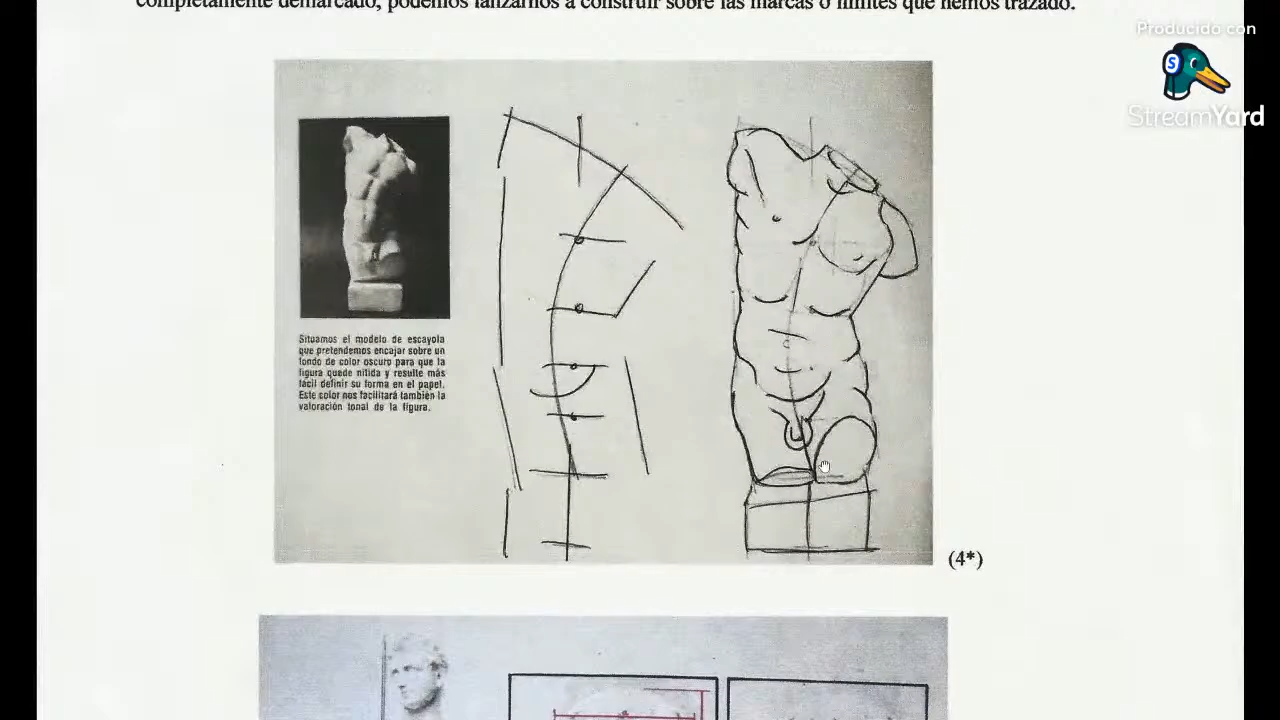 completamente demarcado, podemos lanzarnos a construir sobre las marcas o límites que hemos trazado.
Producido con
S
StreamYard
Situamos el modelo de escayola
que pretendemos encajar sobre un
fondo de color oscuro para que la
figura quede nítida y resulte más
fácil definir su forma en el papel.
Este color nos facilitará también la
valoración tonal de la figura.
(4*)